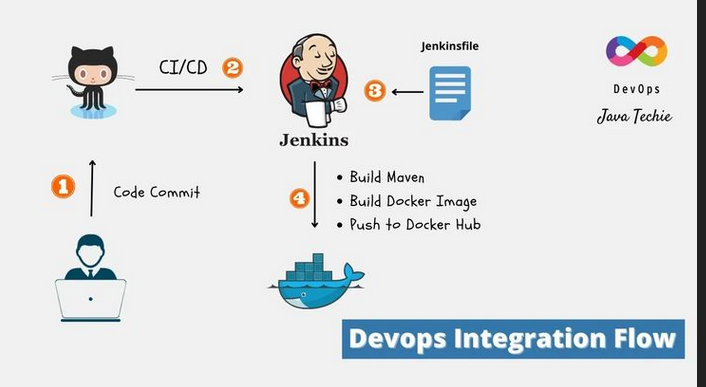 CI/CD
2
Jenkinsfile
3
DevOps
Java Techie
Jenkins
1
Code Commit
4
• Build Maven
• Build Docker Image
• Push to Docker Hub
Devops Integration Flow